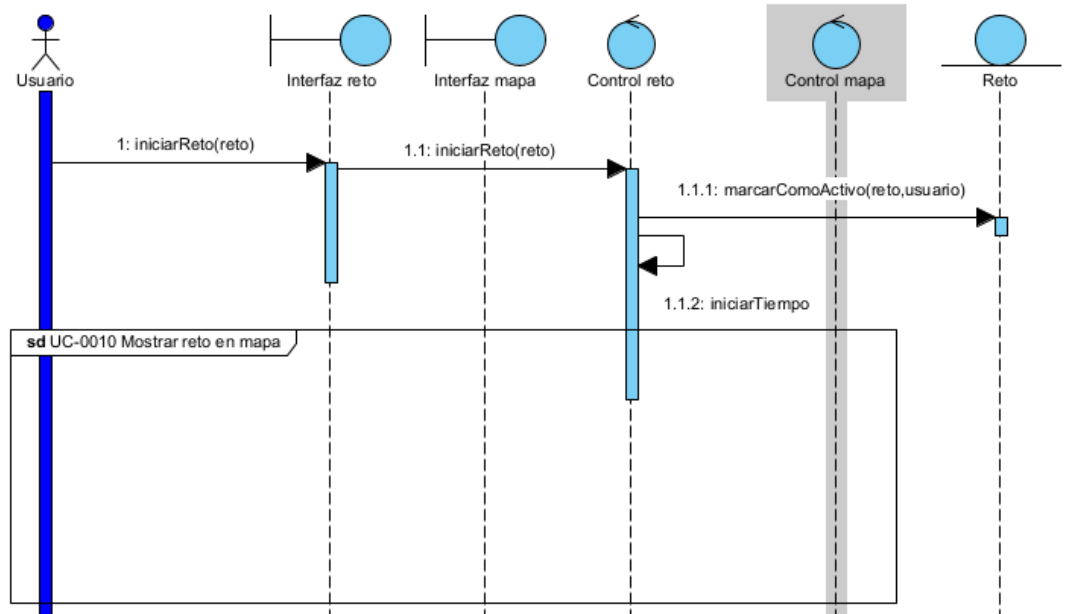 Usuario
Interfaz reto
Interfaz mapa
Control reto
Control mapa
Reto
1: iniciarReto(reto)
1.1: iniciarReto(reto)
1.1.1: marcarComoActivo(reto,usuario)
1.1.2: iniciarTiempo
sd UC-0010 Mostrar reto en mapa